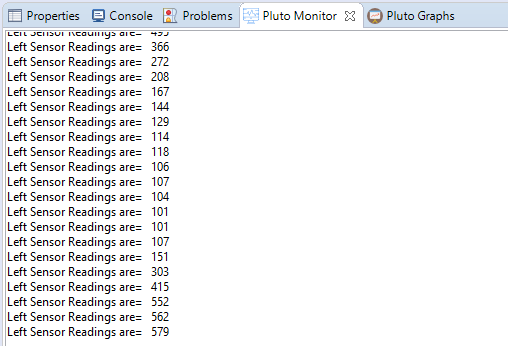 Properties Console Problems Pluto Monitor Pluto Graphs
Left Sensor Readings are= 495
Left Sensor Readings are= 366
Left Sensor Readings are= 272
Left Sensor Readings are= 208
Left Sensor Readings are= 167
Left Sensor Readings are= 144
Left Sensor Readings are= 129
Left Sensor Readings are= 114
Left Sensor Readings are= 118
Left Sensor Readings are= 106
Left Sensor Readings are= 107
Left Sensor Readings are= 104
Left Sensor Readings are= 101
Left Sensor Readings are= 101
Left Sensor Readings are= 107
Left Sensor Readings are= 151
Left Sensor Readings are= 303
Left Sensor Readings are= 415
Left Sensor Readings are= 552
Left Sensor Readings are= 562
Left Sensor Readings are= 579